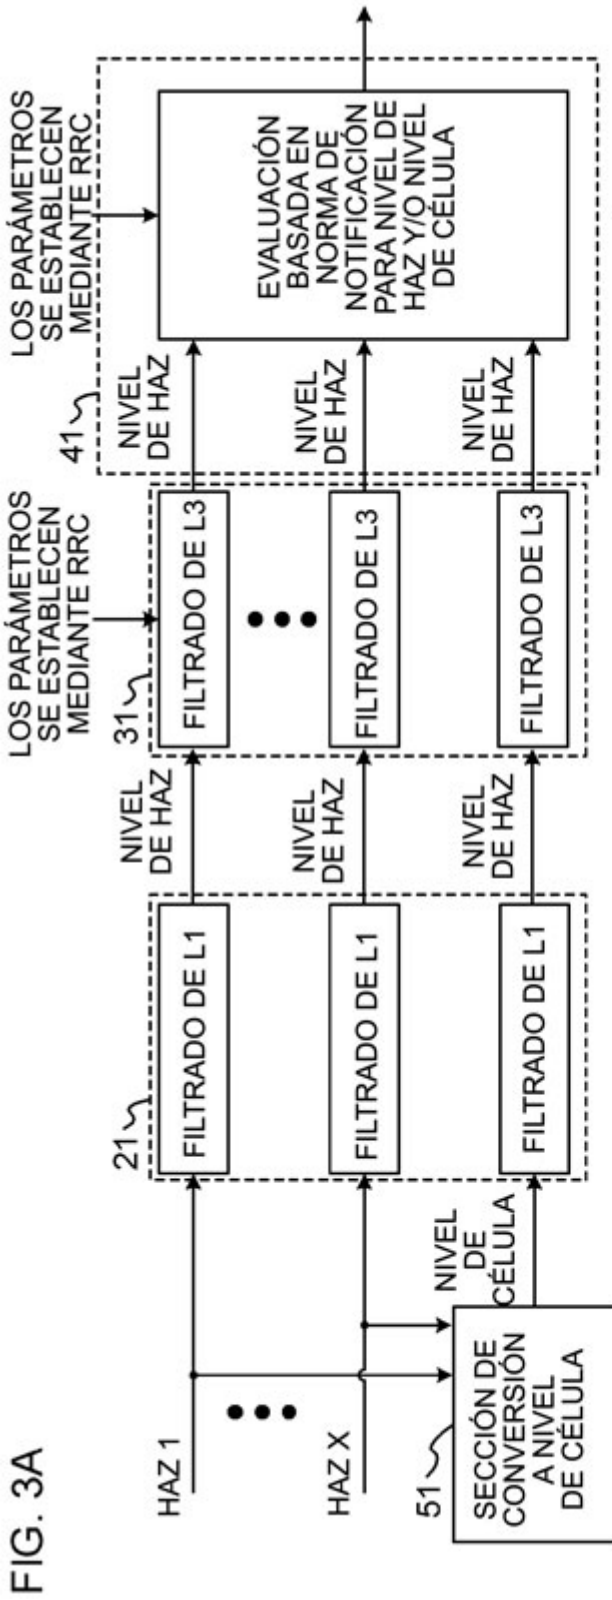 FIG. 3A
HAZ 1
HAZ X
51
SECCIÓN DE
CONVERSIÓN
A NIVEL
DE CÉLULA
NIVEL
DE
CÉLULA
21
FILTRADO DE L1
FILTRADO DE L1
FILTRADO DE L1
NIVEL
DE HAZ
NIVEL
DE HAZ
NIVEL
DE HAZ
LOS PARÁMETROS
SE ESTABLECEN
MEDIANTE RRC
31
FILTRADO DE L3
FILTRADO DE L3
FILTRADO DE L3
NIVEL
DE HAZ
NIVEL
DE HAZ
NIVEL
DE HAZ
LOS PARÁMETROS
SE ESTABLECEN
MEDIANTE RRC
41
EVALUACIÓN
BASADA EN
NORMA DE
NOTIFICACIÓN
PARA NIVEL DE
HAZ Y/O NIVEL
DE CÉLULA